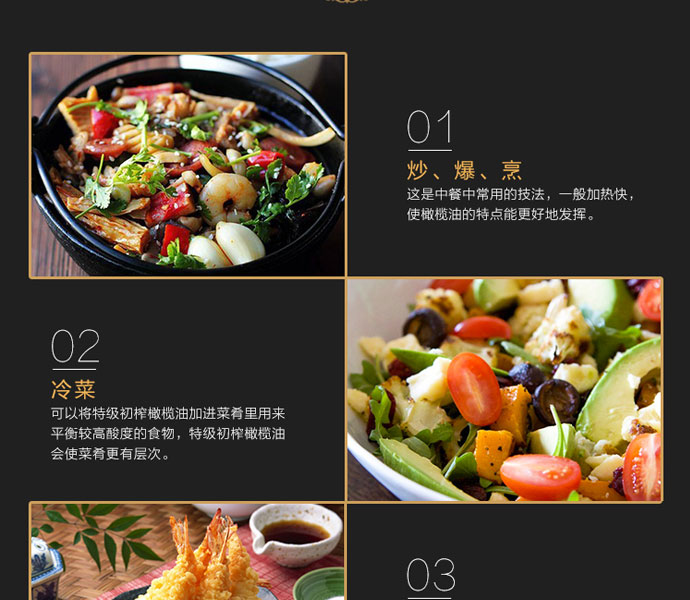 01
炒、爆、烹
这是中餐中常用的技法，一般加热快，
使橄榄油的特点能更好地发挥。
02
冷菜
可以将特级初榨橄榄油加进菜肴里用来
平衡较高酸度的食物，特级初榨橄榄油
会使菜肴更有层次。
03